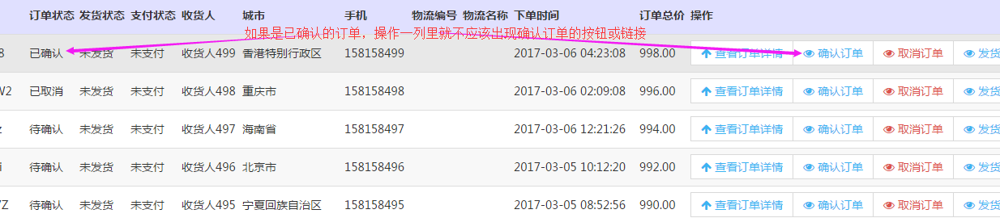 订单状态 发货状态 支付状态 收货人 城市 手机 物流编号 物流名称 下单时间 订单总价 操作
如果是已确认的订单，操作一列里就不应该出现确认订单的按钮或链接
8 已确认 未发货 未支付 收货人499 香港特别行政区 158158499 2017-03-06 04:23:08 998.00 查看订单详情 确认订单 取消订单 发货
W2 已取消 未发货 未支付 收货人498 重庆市 158158498 2017-03-06 02:09:08 996.00 查看订单详情 确认订单 取消订单 发货
z 待确认 未发货 未支付 收货人497 海南省 158158497 2017-03-06 12:21:26 994.00 查看订单详情 确认订单 取消订单 发货
i 待确认 未发货 未支付 收货人496 北京市 158158496 2017-03-05 10:12:20 992.00 查看订单详情 确认订单 取消订单 发货
YZ 待确认 未发货 未支付 收货人495 宁夏回族自治区 158158495 2017-03-05 08:52:56 990.00 查看订单详情 确认订单 取消订单 发货